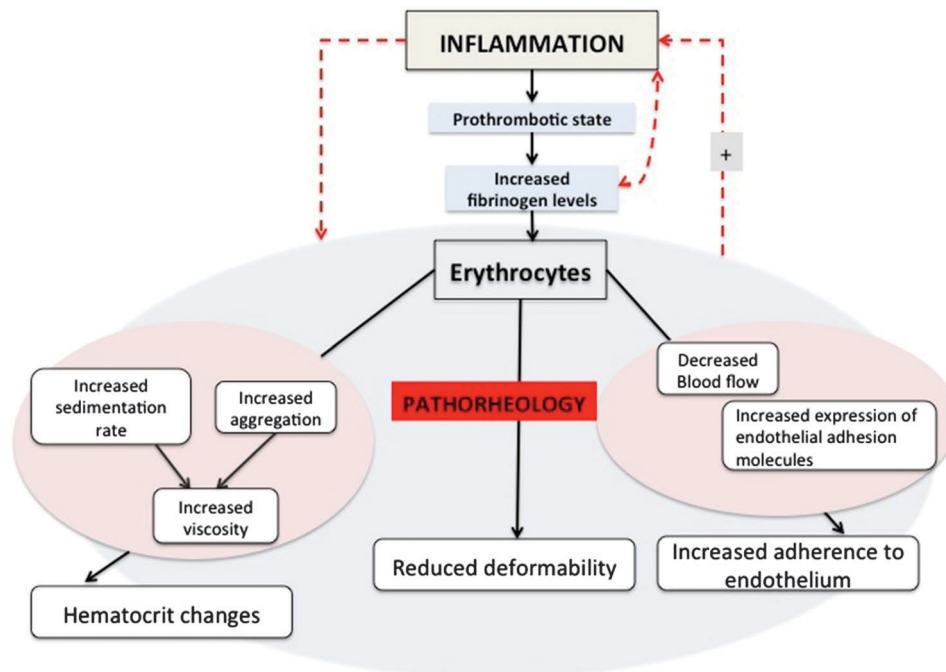 INFLAMMATION
Prothrombotic state
+
Increased
fibrinogen levels
Erythrocytes
Increased
sedimentation
rate
Increased
aggregation
Increased
viscosity
Hematocrit changes
PATHORHEOLOGY
Reduced deformability
Decreased
Blood flow
Increased expression of
endothelial adhesion
molecules
Increased adherence to
endothelium